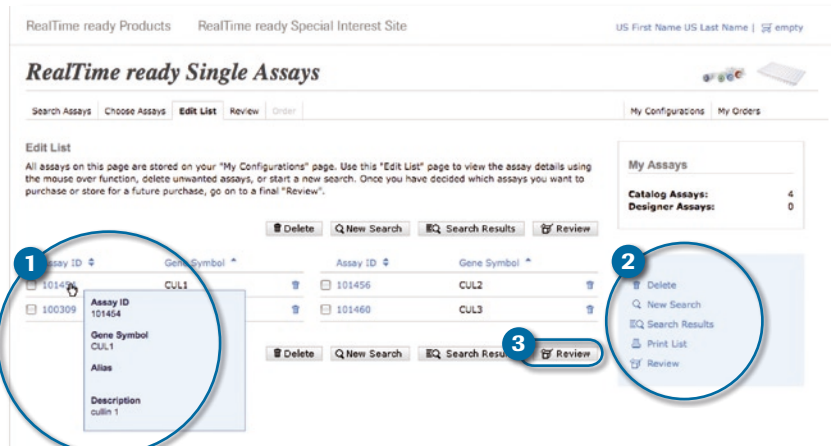 RealTime ready Products RealTime ready Special Interest Site US First Name US Last Name | empty
RealTime ready Single Assays
Search Assays Choose Assays Edit List Review Order My Configurations My Orders
Edit List
All assays on this page are stored on your "My Configurations" page. Use this "Edit List" page to view the assay details using
the mouse over function, delete unwanted assays, or start a new search. Once you have decided which assays you want to
purchase or store for a future purchase, go on to a final "Review".
My Assays
Catalog Assays: 4
Designer Assays: 0
Delete New Search Search Results Review
1
Assay ID Gene Symbol Assay ID Gene Symbol
CUL1 101456 CUL2
100309 101460 CUL3
Assay ID
101454
Gene Symbol
CUL1
Alias
Description
cullin 1
Delete New Search Search 3 Review
2
Delete
New Search
Search Results
Print List
Review